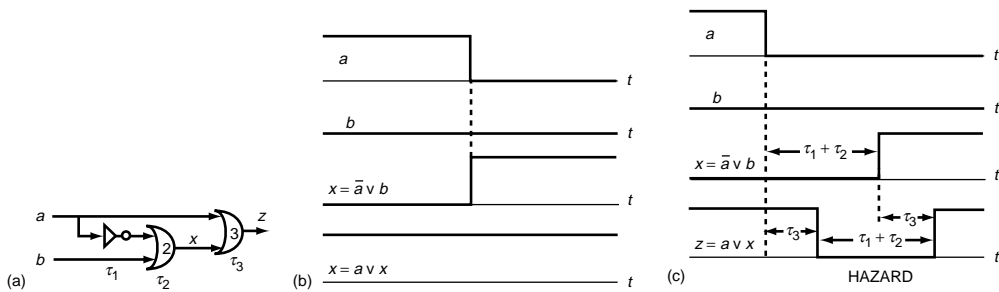 a
b
τ1
2
τ2
x
3
τ3
z
(a)
a
t
b
t
x = a̅ v b
t
x = a v x
t
(b)
a
t
b
t
τ1 + τ2
x = a̅ v b
t
τ3
τ3
τ1 + τ2
z = a v x
t
HAZARD
(c)